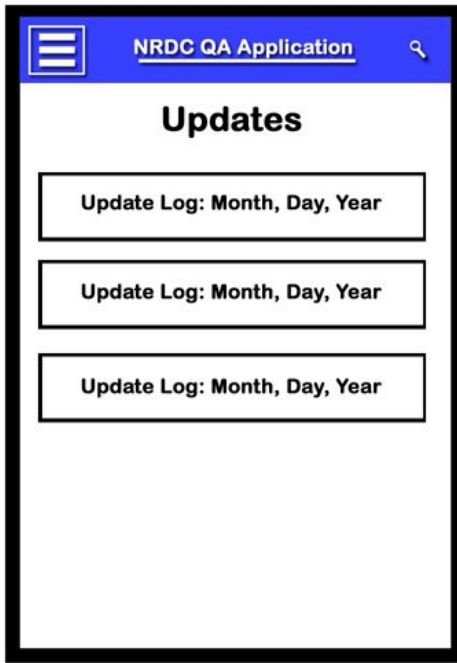 NRDC QA Application
Updates
Update Log: Month, Day, Year
Update Log: Month, Day, Year
Update Log: Month, Day, Year